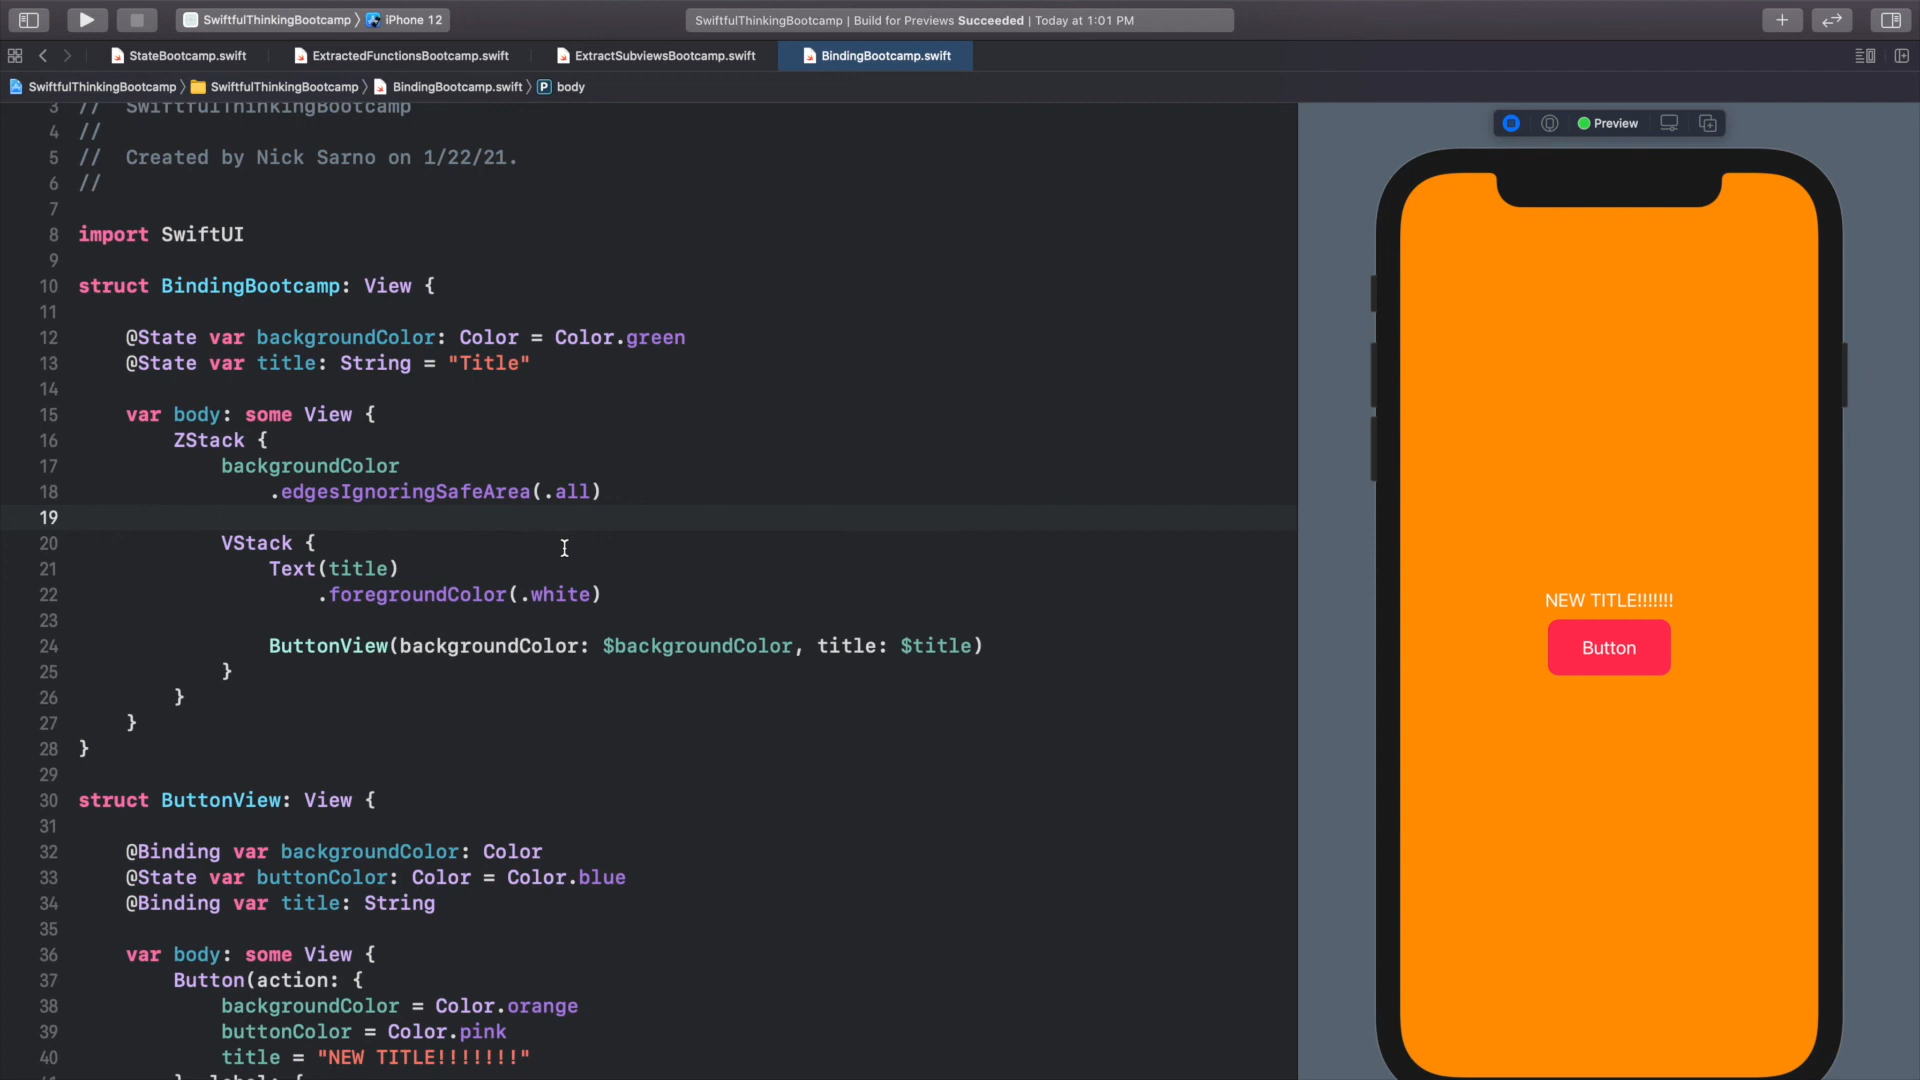 SwiftfulThinkingBootcamp 〉 iPhone 12
SwiftfulThinkingBootcamp | Build for Previews Succeeded | Today at 1:01 PM
StateBootcamp.swift
ExtractedFunctionsBootcamp.swift
ExtractSubviewsBootcamp.swift
BindingBootcamp.swift
SwiftfulThinkingBootcamp 〉 SwiftfulThinkingBootcamp 〉 BindingBootcamp.swift 〉 P body
3 //  SwiftfulThinkingBootcamp
4 //
5 //  Created by Nick Sarno on 1/22/21.
6 //
7
8 import SwiftUI
9
10 struct BindingBootcamp: View {
11
12     @State var backgroundColor: Color = Color.green
13     @State var title: String = "Title"
14
15     var body: some View {
16         ZStack {
17             backgroundColor
18                 .edgesIgnoringSafeArea(.all)
19
20             VStack {
21                 Text(title)
22                     .foregroundColor(.white)
23
24                 ButtonView(backgroundColor: $backgroundColor, title: $title)
25             }
26         }
27     }
28 }
29
30 struct ButtonView: View {
31
32     @Binding var backgroundColor: Color
33     @State var buttonColor: Color = Color.blue
34     @Binding var title: String
35
36     var body: some View {
37         Button(action: {
38             backgroundColor = Color.orange
39             buttonColor = Color.pink
40             title = "NEW TITLE!!!!!!!"
41         }, label: {
Preview
NEW TITLE!!!!!!!
Button